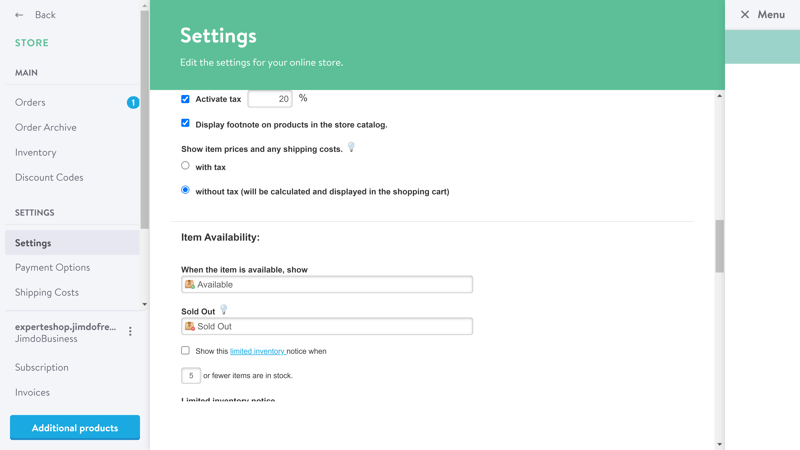 Back
STORE
MAIN
Orders
1
Order Archive
Inventory
Discount Codes
SETTINGS
Settings
Payment Options
Shipping Costs
experteshop.jimdofre...
JimdoBusiness
Subscription
Invoices
Additional products
Settings
Edit the settings for your online store.
Activate tax 20 %
Display footnote on products in the store catalog.
Show item prices and any shipping costs.
with tax
without tax (will be calculated and displayed in the shopping cart)
Item Availability:
When the item is available, show
Available
Sold Out
Sold Out
Show this limited inventory notice when
5 or fewer items are in stock.
Limited inventory notice
Menu